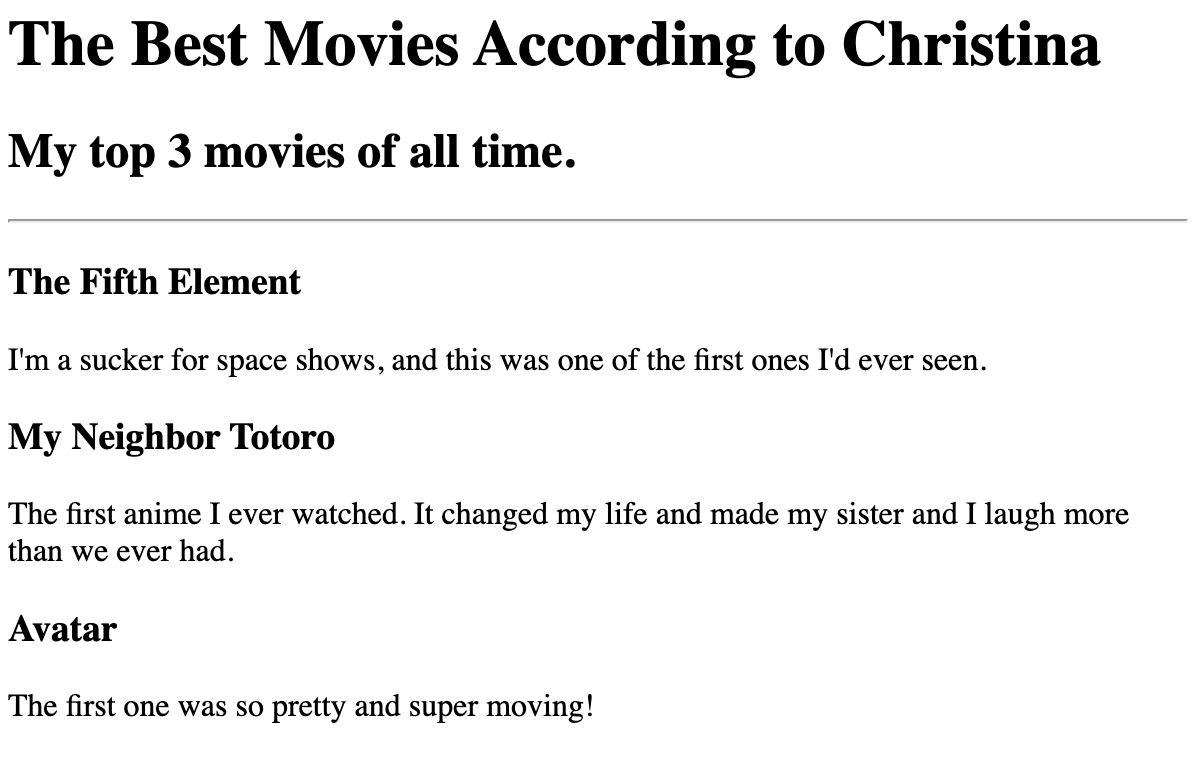 The Best Movies According to Christina
My top 3 movies of all time.
The Fifth Element
I'm a sucker for space shows, and this was one of the first ones I'd ever seen.
My Neighbor Totoro
The first anime I ever watched. It changed my life and made my sister and I laugh more
than we ever had.
Avatar
The first one was so pretty and super moving!